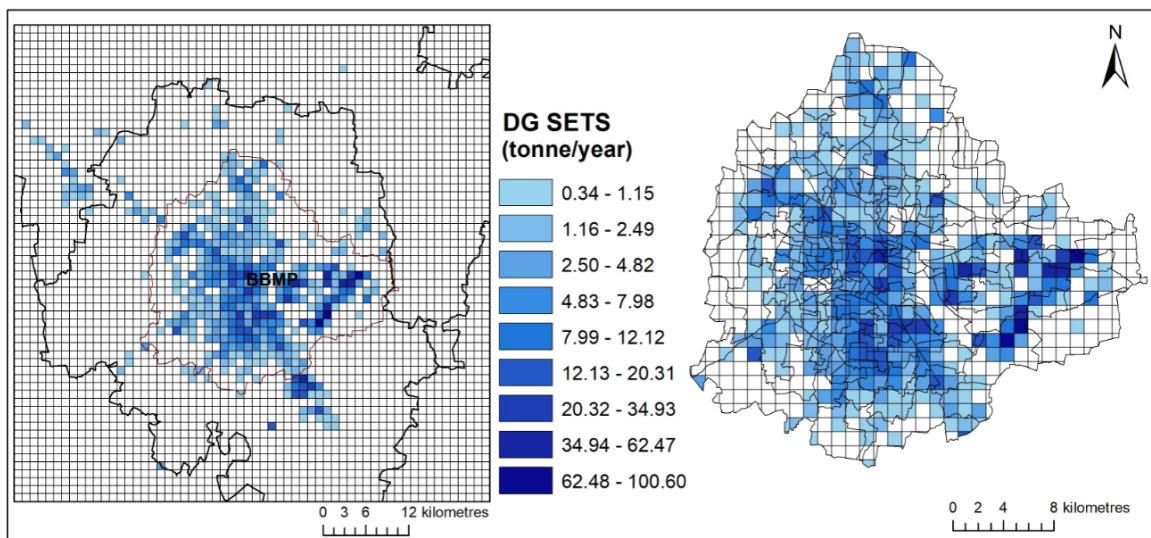 BBMP
0 3 6 12 kilometres
DG SETS
(tonne/year)
0.34 - 1.15
1.16 - 2.49
2.50 - 4.82
4.83 - 7.98
7.99 - 12.12
12.13 - 20.31
20.32 - 34.93
34.94 - 62.47
62.48 - 100.60
N
0 2 4 8 kilometres